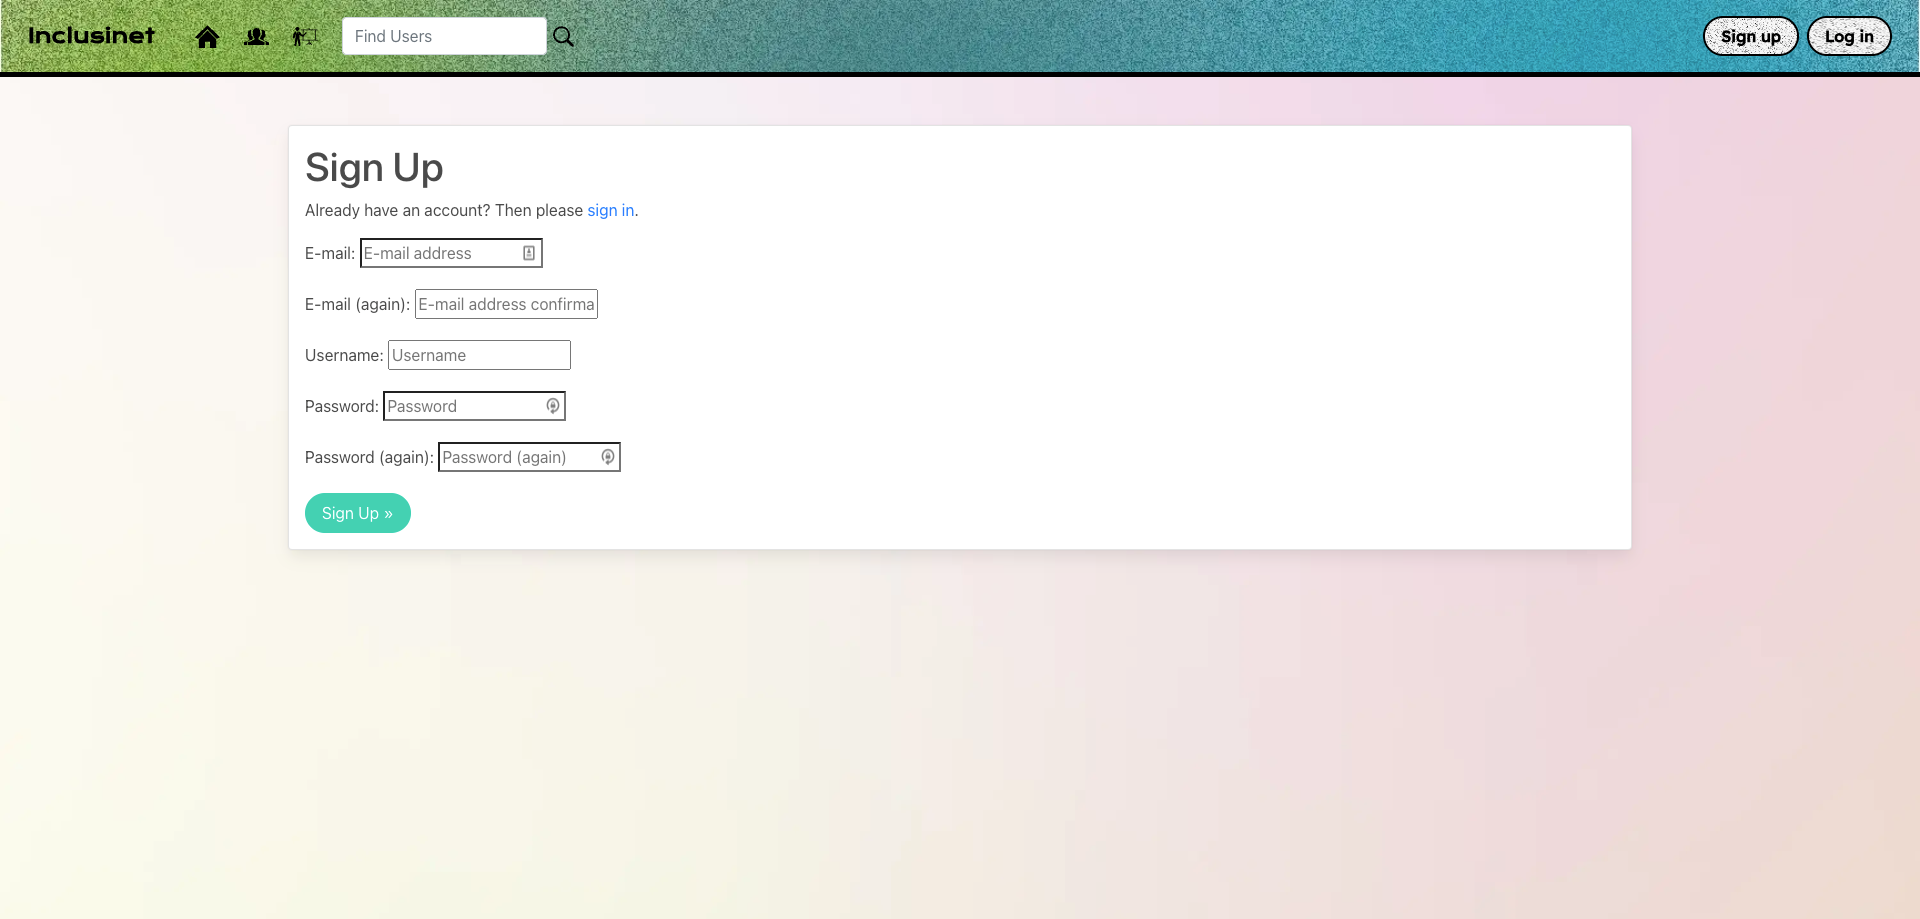 Inclusinet
Find Users
Sign up
Log in
Sign Up
Already have an account? Then please sign in.
E-mail: E-mail address
E-mail (again): E-mail address confirma
Username: Username
Password: Password
Password (again): Password (again)
Sign Up »